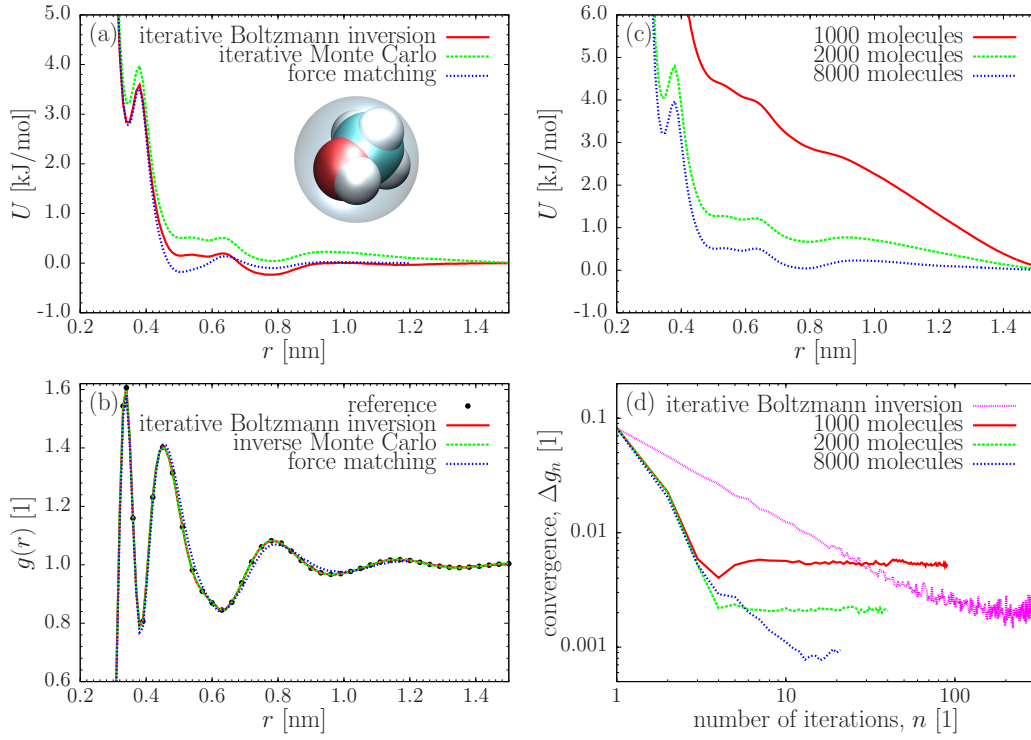 (a)
iterative Boltzmann inversion
iterative Monte Carlo
force matching
5.0
4.0
3.0
2.0
1.0
0.0
-1.0
U [kJ/mol]
0.2 0.4 0.6 0.8 1.0 1.2 1.4
r [nm]
(c)
1000 molecules
2000 molecules
8000 molecules
6.0
5.0
4.0
3.0
2.0
1.0
0.0
-1.0
U [kJ/mol]
0.2 0.4 0.6 0.8 1.0 1.2 1.4
r [nm]
(b)
reference
iterative Boltzmann inversion
inverse Monte Carlo
force matching
1.6
1.4
1.2
1.0
0.8
0.6
g(r) [1]
0.2 0.4 0.6 0.8 1.0 1.2 1.4
r [nm]
(d)
iterative Boltzmann inversion
1000 molecules
2000 molecules
8000 molecules
0.1
0.01
0.001
convergence, Δgₙ [1]
1 10 100
number of iterations, n [1]